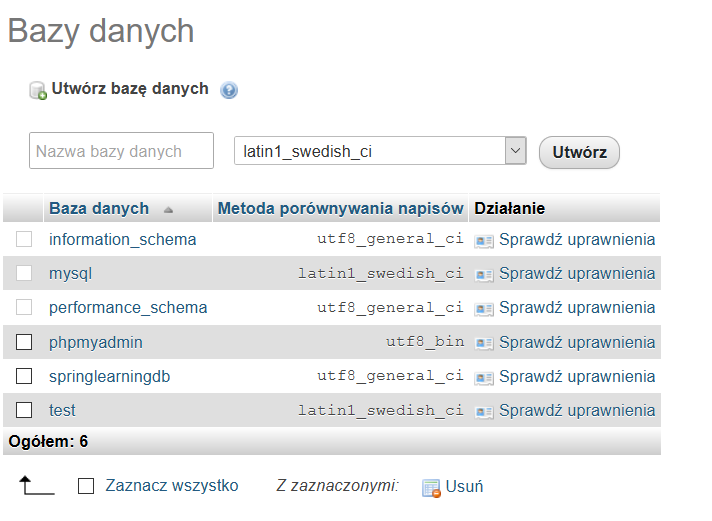 Bazy danych
Utwórz bazę danych
Nazwa bazy danych latin1_swedish_ci Utwórz
Baza danych Metoda porównywania napisów Działanie
information_schema utf8_general_ci Sprawdź uprawnienia
mysql latin1_swedish_ci Sprawdź uprawnienia
performance_schema utf8_general_ci Sprawdź uprawnienia
phpmyadmin utf8_bin Sprawdź uprawnienia
springlearningdb utf8_general_ci Sprawdź uprawnienia
test latin1_swedish_ci Sprawdź uprawnienia
Ogółem: 6
Zaznacz wszystko Z zaznaczonymi: Usuń